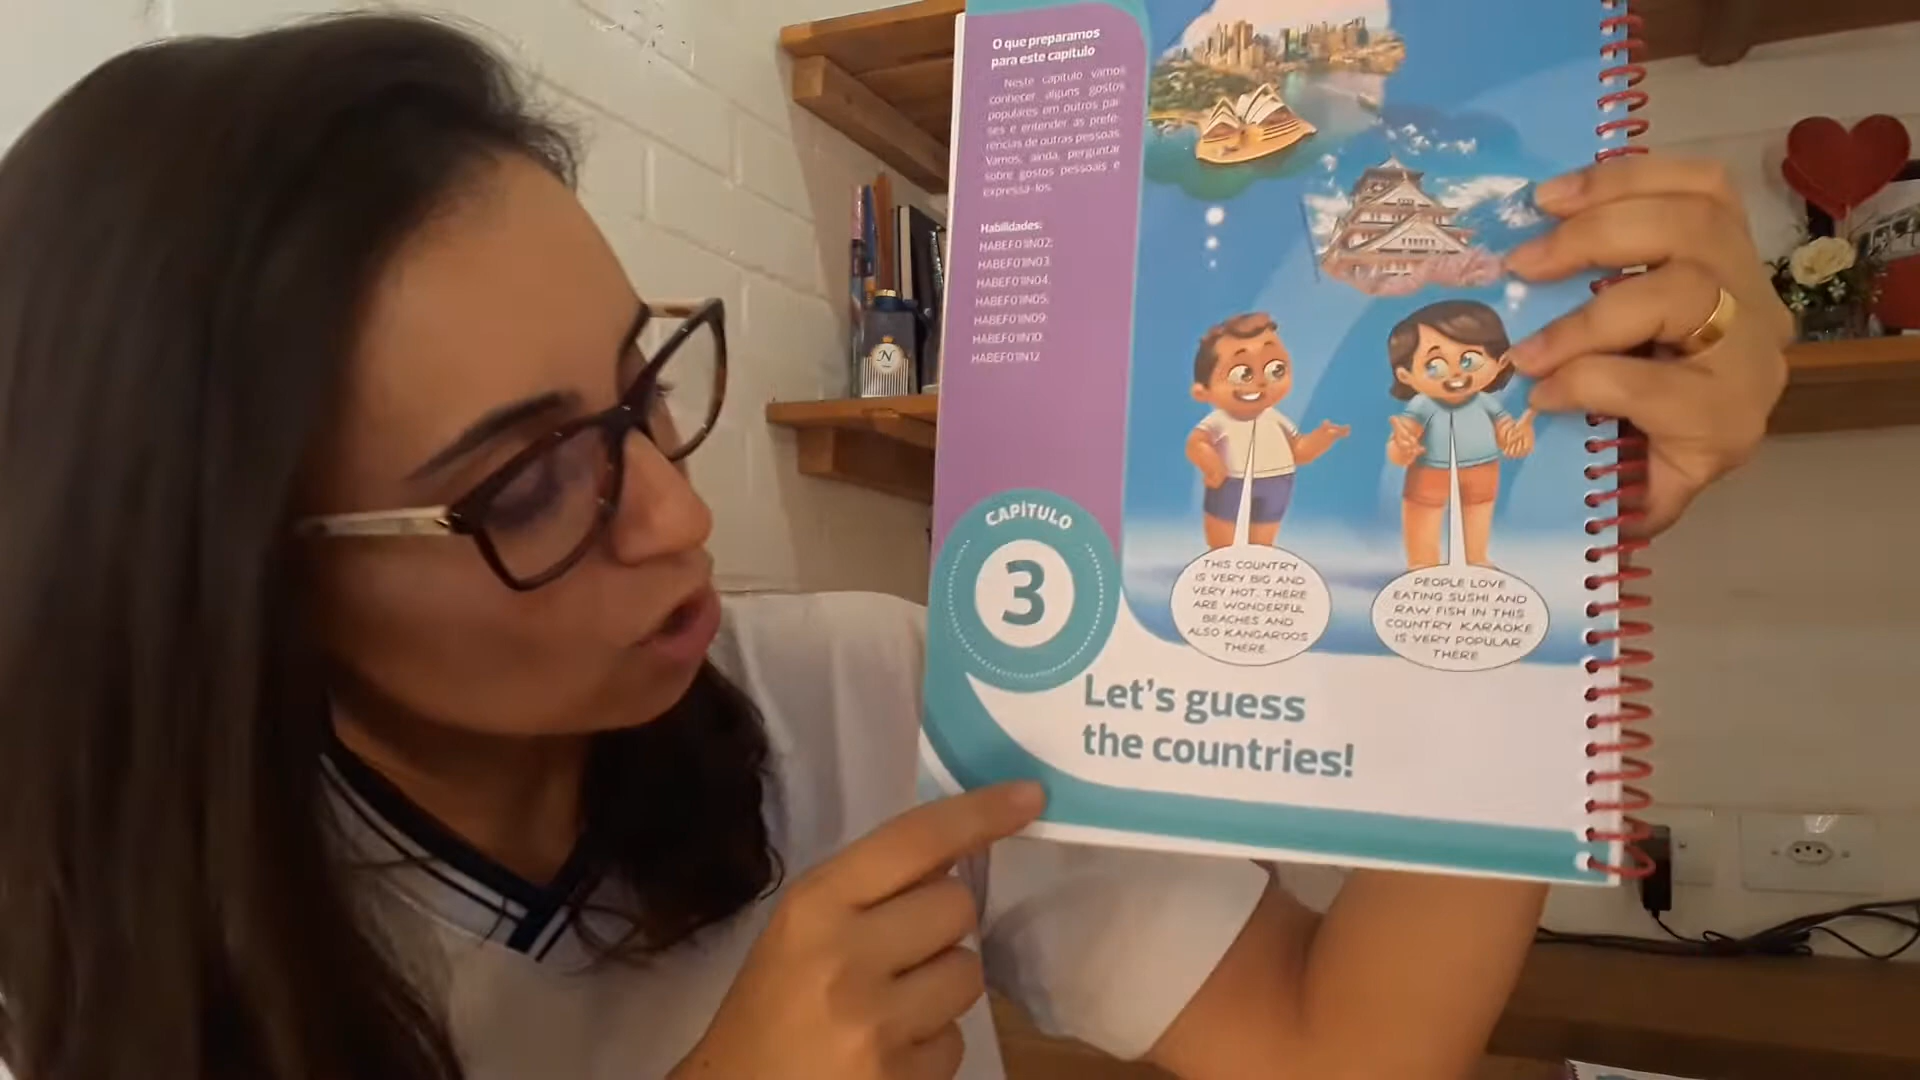 O que preparamos
para este capítulo
Neste capítulo vamos
conhecer alguns gostos
populares em outros paí-
ses e entender as prefe-
rências de outras pessoas.
Vamos, ainda, perguntar
sobre gostos pessoais e
expressá-los.
Habilidades:
HABEF01IN02;
HABEF01IN03;
HABEF01IN04;
HABEF01IN05;
HABEF01IN09;
HABEF01IN10;
HABEF01IN12
CAPÍTULO
3
THIS COUNTRY
IS VERY BIG AND
VERY HOT. THERE
ARE WONDERFUL
BEACHES AND
ALSO KANGAROOS
THERE.
PEOPLE LOVE
EATING SUSHI AND
RAW FISH IN THIS
COUNTRY. KARAOKE
IS VERY POPULAR
THERE.
Let's guess
the countries!
N